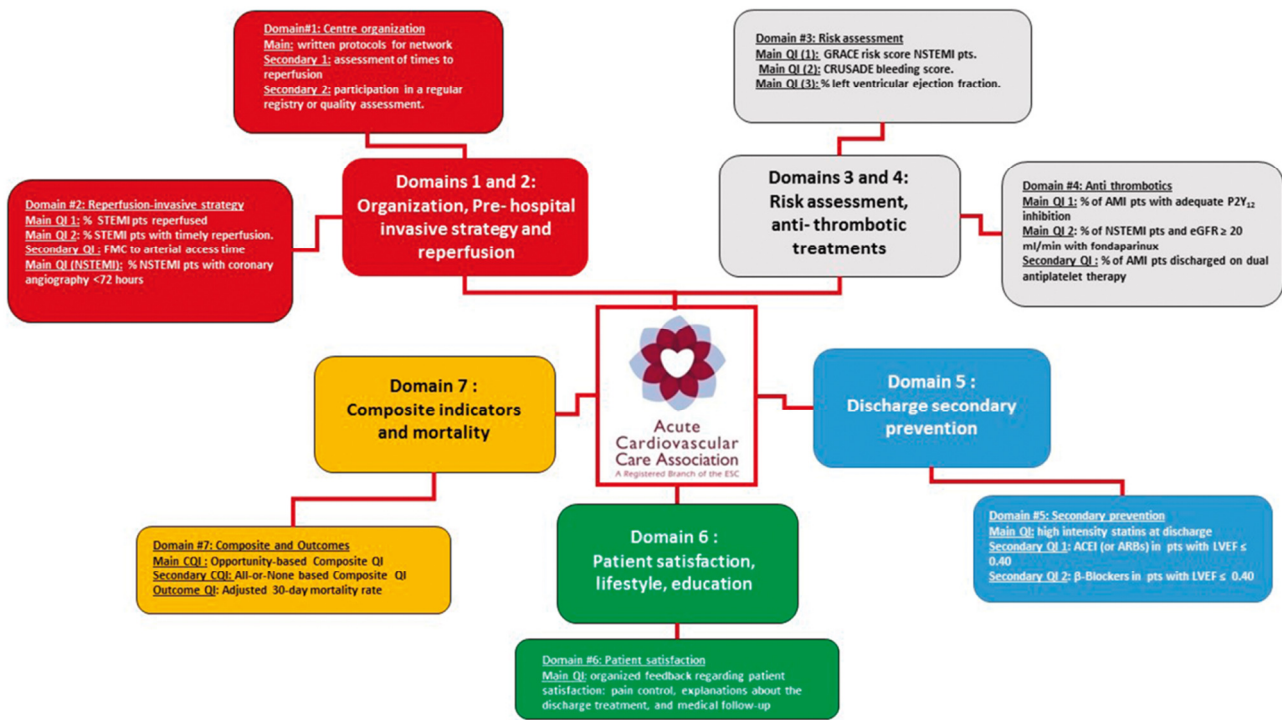 Domain#1: Centre organization
Main: written protocols for network
Secondary 1: assessment of times to
reperfusion
Secondary 2: participation in a regular
registry or quality assessment.
Domain #3: Risk assessment
Main QI (1): GRACE risk score NSTEMI pts.
Main QI (2): CRUSADE bleeding score.
Main QI (3): % left ventricular ejection fraction.
Domain #2: Reperfusion-invasive strategy
Main QI 1: % STEMI pts reperfused
Main QI 2: % STEMI pts with timely reperfusion.
Secondary QI : FMC to arterial access time
Main QI (NSTEMI): % NSTEMI pts with coronary
angiography <72 hours
Domains 1 and 2:
Organization, Pre- hospital
invasive strategy and
reperfusion
Domains 3 and 4:
Risk assessment,
anti- thrombotic
treatments
Domain #4: Anti thrombotics
Main QI 1: % of AMI pts with adequate P2Y₁₂
inhibition
Main QI 2: % of NSTEMI pts and eGFR ≥ 20
ml/min with fondaparinux
Secondary QI : % of AMI pts discharged on dual
antiplatelet therapy
Domain 7 :
Composite indicators
and mortality
Acute
Cardiovascular
Care Association
A Registered Branch of the ESC
Domain 5 :
Discharge secondary
prevention
Domain #7: Composite and Outcomes
Main CQI : Opportunity-based Composite QI
Secondary CQI: All-or-None based Composite QI
Outcome QI: Adjusted 30-day mortality rate
Domain 6 :
Patient satisfaction,
lifestyle, education
Domain #5: Secondary prevention
Main QI: high intensity statins at discharge
Secondary QI 1: ACEI (or ARBs) in pts with LVEF ≤
0.40
Secondary QI 2: β-Blockers in pts with LVEF ≤ 0.40
Domain #6: Patient satisfaction
Main QI: organized feedback regarding patient
satisfaction: pain control, explanations about the
discharge treatment, and medical follow-up